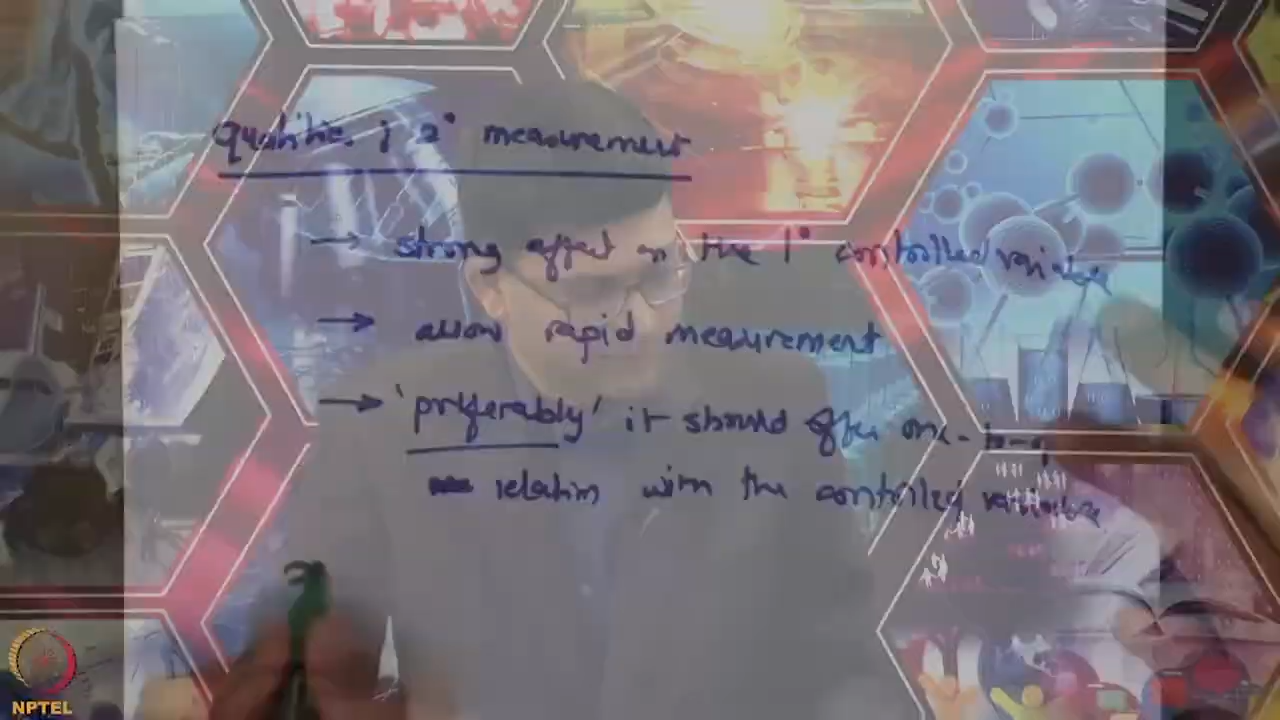 Qualities of 2° measurement
→ strong effect on the 1° controlled variable
→ allow rapid measurement
→ 'preferably' it should offer one-to-one
relation with the controlled variable
NPTEL